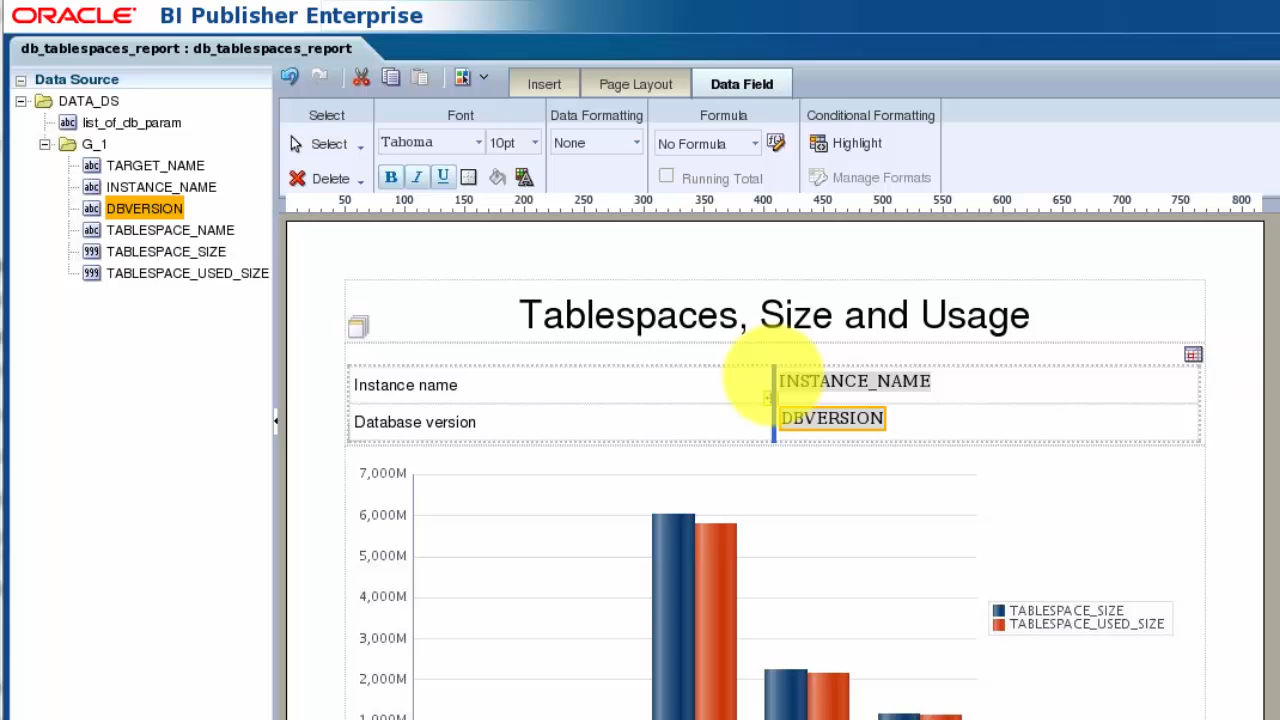 ORACLE BI Publisher Enterprise
db_tablespaces_report : db_tablespaces_report
Data Source
DATA_DS
list_of_db_param
G_1
TARGET_NAME
INSTANCE_NAME
DBVERSION
TABLESPACE_NAME
TABLESPACE_SIZE
TABLESPACE_USED_SIZE
Insert Page Layout Data Field
Select Font Data Formatting Formula Conditional Formatting
Select Tahoma 10pt None No Formula Highlight
Delete B I U Running Total Manage Formats
50 100 150 200 250 300 350 400 450 500 550 600 650 700 750 800
Tablespaces, Size and Usage
Instance name INSTANCE_NAME
Database version DBVERSION
7,000M
6,000M
5,000M
4,000M
3,000M
2,000M
1,000M
TABLESPACE_SIZE
TABLESPACE_USED_SIZE